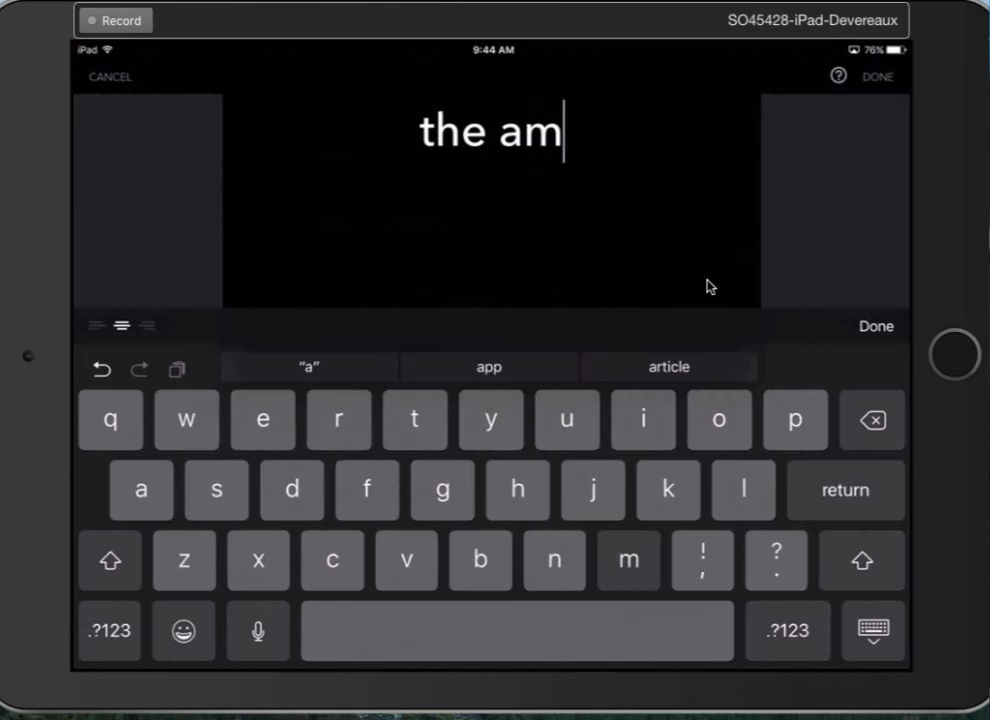 Record
SO45428-iPad-Devereaux
iPad 9:44 AM 76%
CANCEL ? DONE
the am
Done
"a" app article
q w e r t y u i o p
a s d f g h j k l return
z x c v b n m ! , ? .
.?123 .?123